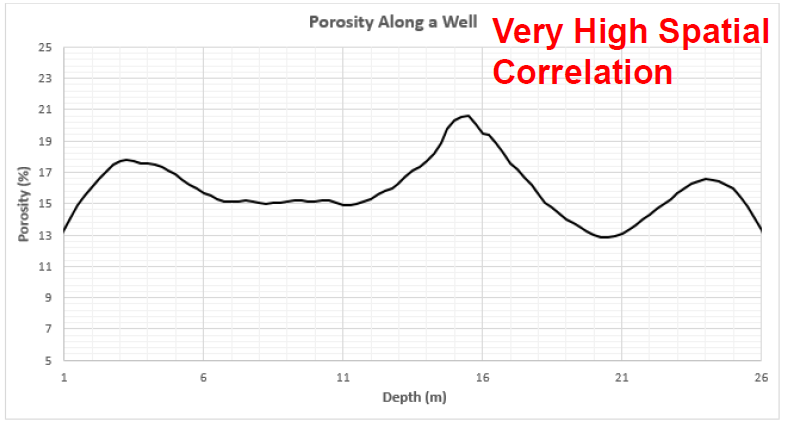 Porosity Along a Well
Very High Spatial
Correlation
25
23
21
19
17
15
13
11
9
7
5
Porosity (%)
1 6 11 16 21 26
Depth (m)